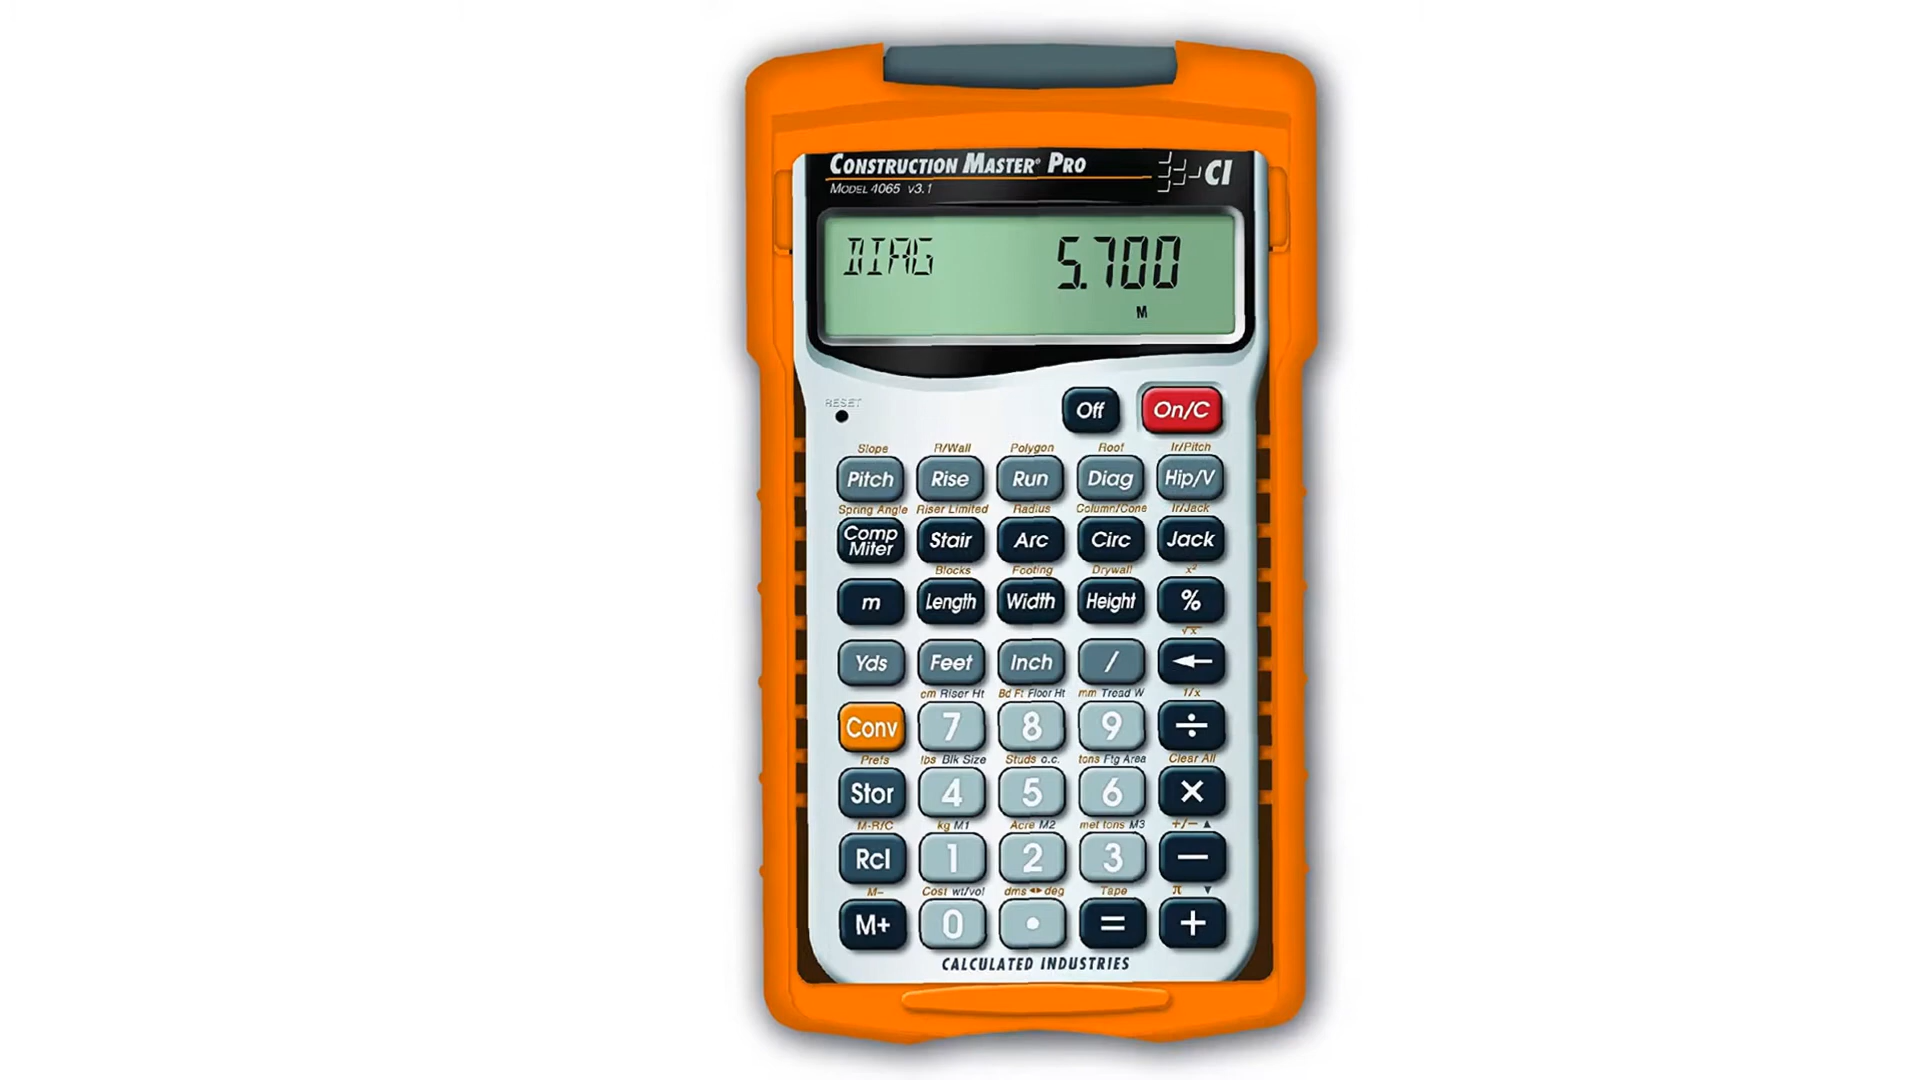 CONSTRUCTION MASTER® PRO
CI
MODEL 4065 v3.1
DIAG 5.700
M
RESET
Off On/C
Slope R/Wall Polygon Roof Ir/Pitch
Pitch Rise Run Diag Hip/V
Spring Angle Riser Limited Radius Column/Cone Ir/Jack
Comp Miter Stair Arc Circ Jack
Blocks Footing Drywall x²
m Length Width Height %
√x
Yds Feet Inch / ←
cm Riser Ht Bd Ft Floor Ht mm Tread W 1/x
Conv 7 8 9 ÷
Prefs lbs Blk Size Studs o.c. tons Ftg Area Clear All
Stor 4 5 6 ×
M-R/C kg M1 Acre M2 met tons M3 +/− ▲
Rcl 1 2 3 −
M− Cost wt/vol dms◄►deg Tape π ▼
M+ 0 • = +
CALCULATED INDUSTRIES